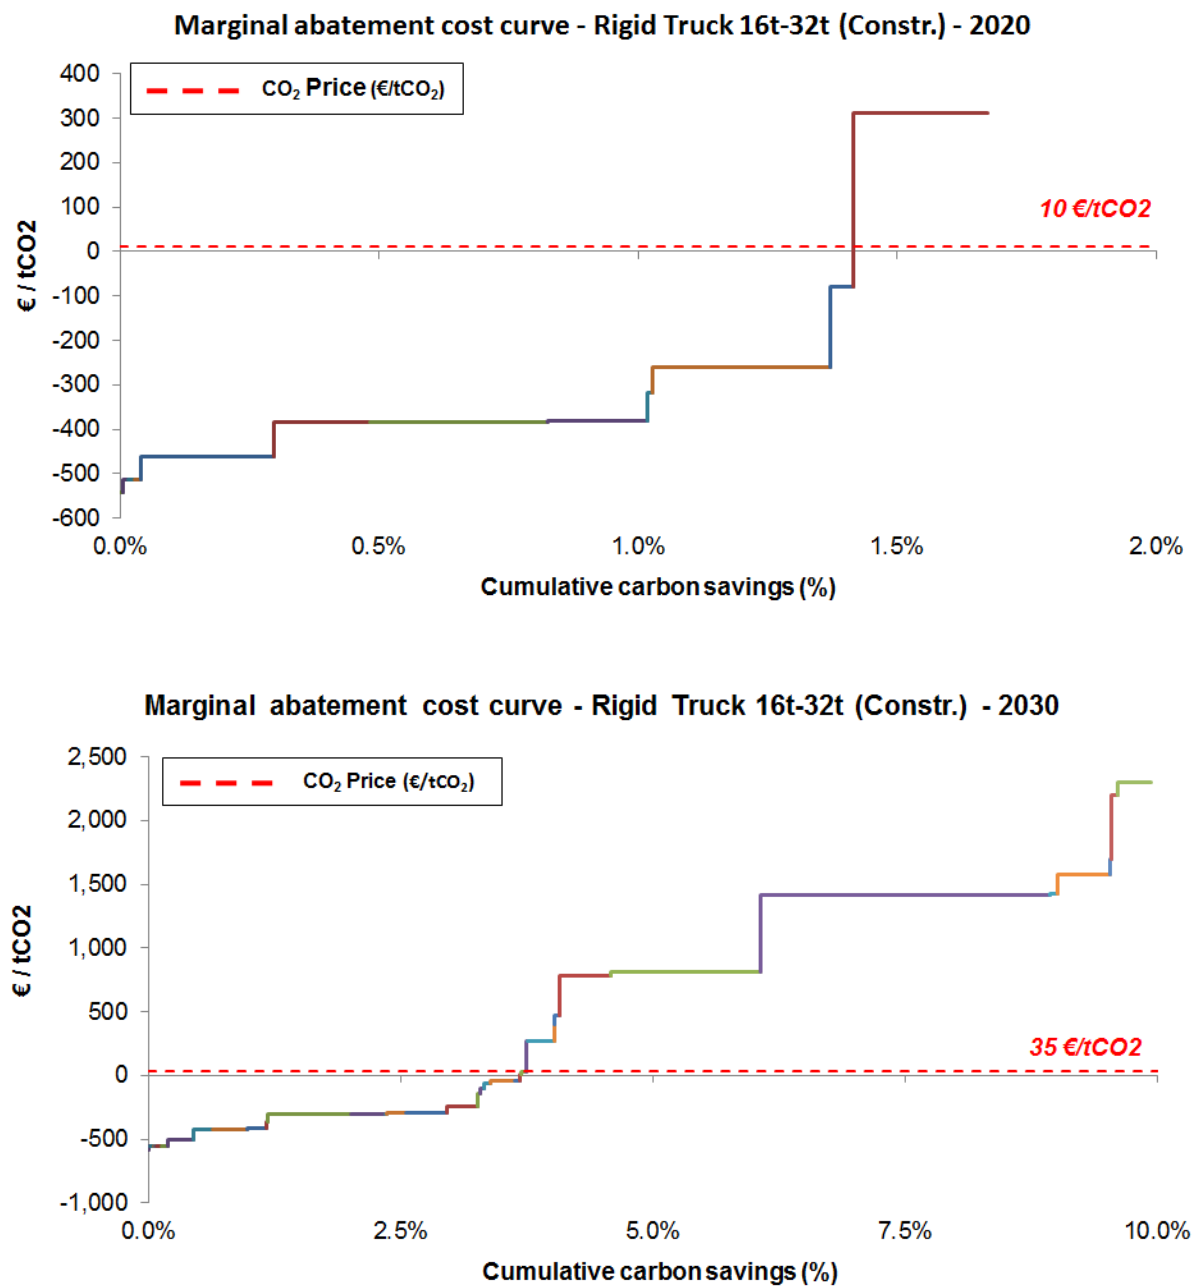 Marginal abatement cost curve - Rigid Truck 16t-32t (Constr.) - 2020
400
CO₂ Price (€/tCO₂)
300
200
10 €/tCO2
100
0
-100
-200
-300
-400
-500
-600
€ / tCO2
0.0% 0.5% 1.0% 1.5% 2.0%
Cumulative carbon savings (%)
Marginal abatement cost curve - Rigid Truck 16t-32t (Constr.) - 2030
2,500
CO₂ Price (€/tCO₂)
2,000
1,500
1,000
500
35 €/tCO2
0
-500
-1,000
€ / tCO2
0.0% 2.5% 5.0% 7.5% 10.0%
Cumulative carbon savings (%)